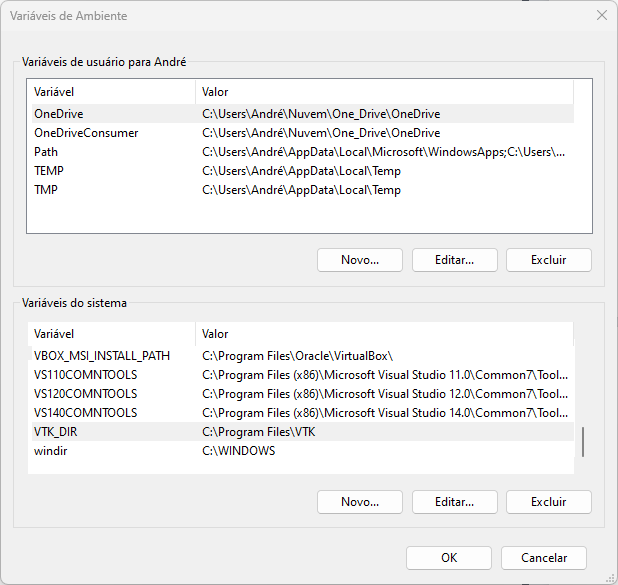 Variáveis de Ambiente
Variáveis de usuário para André
Variável Valor
OneDrive C:\Users\André\Nuvem\One_Drive\OneDrive
OneDriveConsumer C:\Users\André\Nuvem\One_Drive\OneDrive
Path C:\Users\André\AppData\Local\Microsoft\WindowsApps;C:\Users\...
TEMP C:\Users\André\AppData\Local\Temp
TMP C:\Users\André\AppData\Local\Temp
Novo... Editar... Excluir
Variáveis do sistema
Variável Valor
VBOX_MSI_INSTALL_PATH C:\Program Files\Oracle\VirtualBox\
VS110COMNTOOLS C:\Program Files (x86)\Microsoft Visual Studio 11.0\Common7\Tool...
VS120COMNTOOLS C:\Program Files (x86)\Microsoft Visual Studio 12.0\Common7\Tool...
VS140COMNTOOLS C:\Program Files (x86)\Microsoft Visual Studio 14.0\Common7\Tool...
VTK_DIR C:\Program Files\VTK
windir C:\WINDOWS
Novo... Editar... Excluir
OK Cancelar